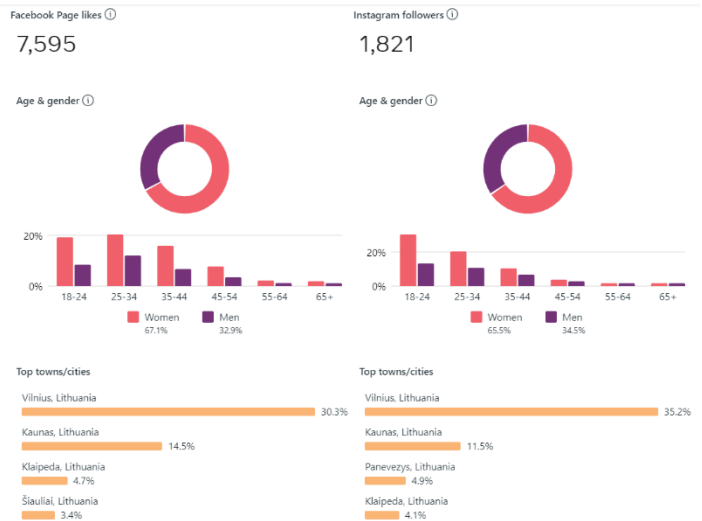 Facebook Page likes
7,595
Age & gender
20%
0%
18-24 25-34 35-44 45-54 55-64 65+
Women Men
67.1% 32.9%
Top towns/cities
Vilnius, Lithuania
30.3%
Kaunas, Lithuania
14.5%
Klaipeda, Lithuania
4.7%
Šiauliai, Lithuania
3.4%
Instagram followers
1,821
Age & gender
20%
0%
18-24 25-34 35-44 45-54 55-64 65+
Women Men
65.5% 34.5%
Top towns/cities
Vilnius, Lithuania
35.2%
Kaunas, Lithuania
11.5%
Panevezys, Lithuania
4.9%
Klaipeda, Lithuania
4.1%